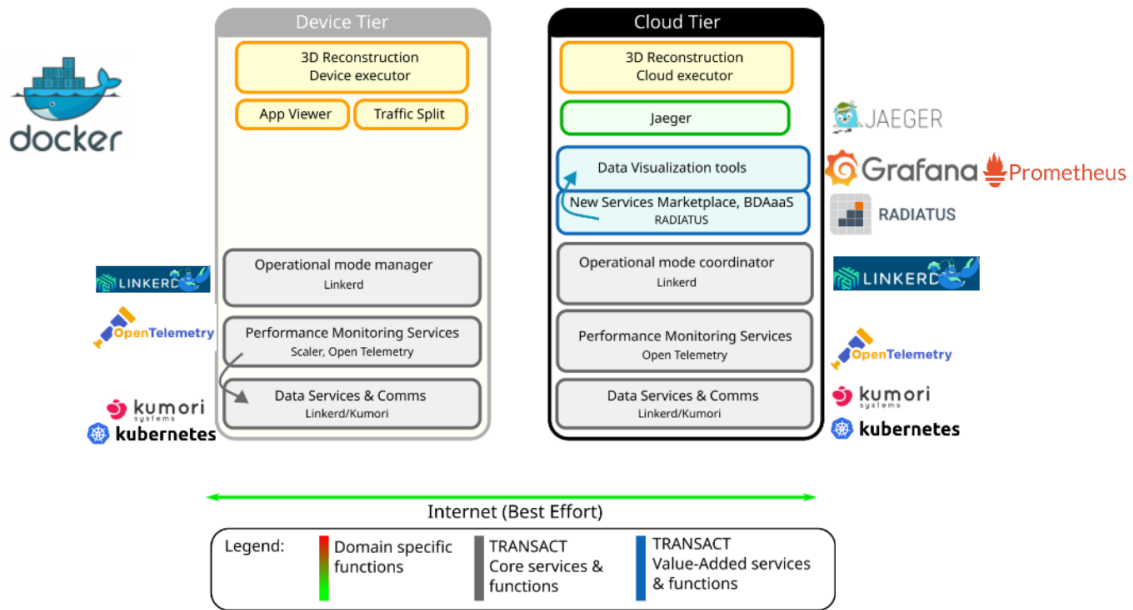 Device Tier
3D Reconstruction
Device executor
App Viewer
Traffic Split
Operational mode manager
Linkerd
Performance Monitoring Services
Scaler, Open Telemetry
Data Services & Comms
Linkerd/Kumori
docker
LINKERD
OpenTelemetry
kumori
systems
kubernetes
Cloud Tier
3D Reconstruction
Cloud executor
Jaeger
Data Visualization tools
New Services Marketplace, BDAaaS
RADIATUS
Operational mode coordinator
Linkerd
Performance Monitoring Services
Open Telemetry
Data Services & Comms
Linkerd/Kumori
JAEGER
Grafana
Prometheus
RADIATUS
LINKERD
OpenTelemetry
kumori
systems
kubernetes
Internet (Best Effort)
Legend:
Domain specific
functions
TRANSACT
Core services &
functions
TRANSACT
Value-Added services
& functions